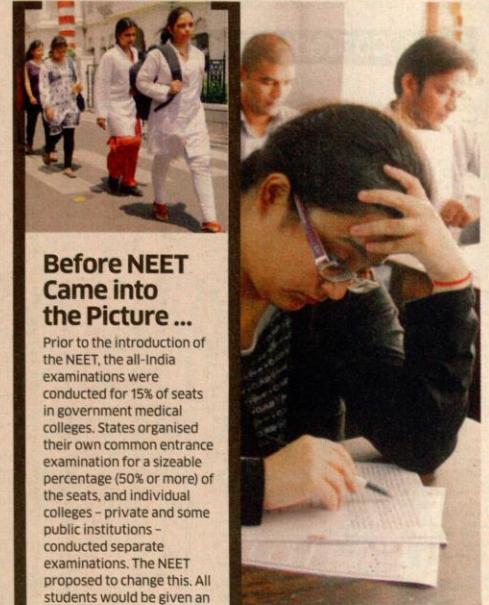 Before NEET
Came into
the Picture ...
Prior to the introduction of
the NEET, the all-India
examinations were
conducted for 15% of seats
in government medical
colleges. States organised
their own common entrance
examination for a sizeable
percentage (50% or more) of
the seats, and individual
colleges – private and some
public institutions –
conducted separate
examinations. The NEET
proposed to change this. All
students would be given an